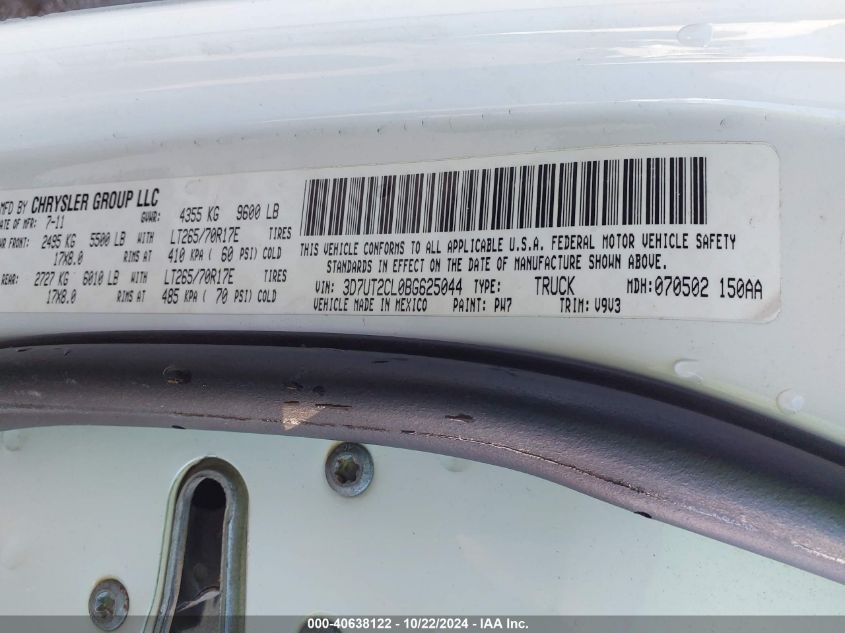 MFD BY CHRYSLER GROUP LLC
DATE OF MFR: 7-11 GVWR: 4355 KG 9600 LB
FRONT: 2495 KG 5500 LB WITH LT265/70R17E TIRES
17X8.0 RIMS AT 410 KPA ( 60 PSI) COLD
REAR: 2727 KG 6010 LB WITH LT265/70R17E TIRES
17X8.0 RIMS AT 485 KPA ( 70 PSI) COLD
THIS VEHICLE CONFORMS TO ALL APPLICABLE U.S.A. FEDERAL MOTOR VEHICLE SAFETY
STANDARDS IN EFFECT ON THE DATE OF MANUFACTURE SHOWN ABOVE.
VIN: 3D7UT2CL0BG625044 TYPE: TRUCK MDH:070502 150AA
VEHICLE MADE IN MEXICO PAINT: PW7 TRIM: V9V3
000-40638122 - 10/22/2024 - IAA Inc.